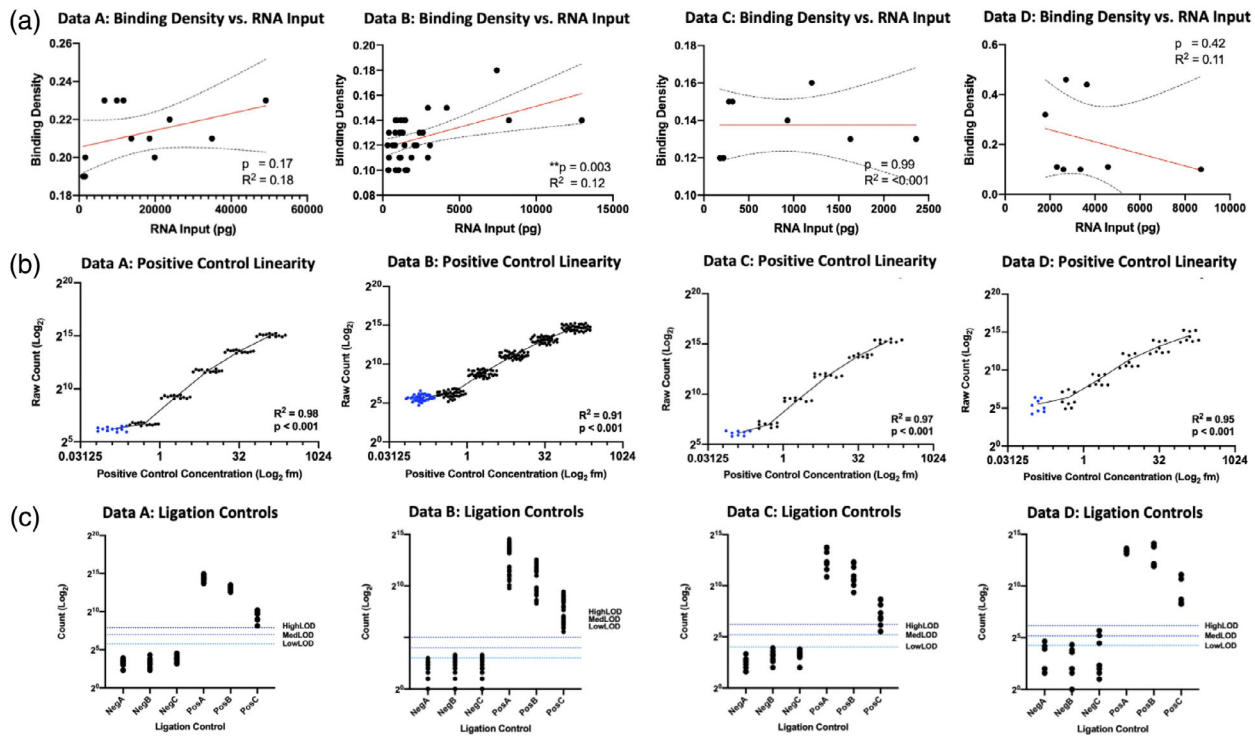 (a)
Data A: Binding Density vs. RNA Input
Binding Density
0.26
0.24
0.22
0.20
0.18
0
20000
40000
60000
RNA Input (pg)
p = 0.17
R² = 0.18
Data B: Binding Density vs. RNA Input
Binding Density
0.20
0.18
0.16
0.14
0.12
0.10
0.08
0
5000
10000
15000
RNA Input (pg)
**p = 0.003
R² = 0.12
Data C: Binding Density vs. RNA Input
Binding Density
0.18
0.16
0.14
0.12
0.10
0
500
1000
1500
2000
2500
RNA Input (pg)
p = 0.99
R² = <0.001
Data D: Binding Density vs. RNA Input
Binding Density
0.6
0.4
0.2
0.0
0
2000
4000
6000
8000
10000
RNA Input (pg)
p = 0.42
R² = 0.11
(b)
Data A: Positive Control Linearity
Raw Count (Log₂)
2²⁰
2¹⁵
2¹⁰
2⁵
0.03125
1
32
1024
Positive Control Concentration (Log₂ fm)
R² = 0.98
p < 0.001
Data B: Positive Control Linearity
Raw Count (Log₂)
2²⁰
2¹⁵
2¹⁰
2⁵
2⁰
0.03125
1
32
1024
Positive Control Concentration (Log₂ fm)
R² = 0.91
p < 0.001
Data C: Positive Control Linearity
Raw Count (Log₂)
2²⁰
2¹⁵
2¹⁰
2⁵
0.03125
1
32
1024
Positive Control Concentration (Log₂ fm)
R² = 0.97
p < 0.001
Data D: Positive Control Linearity
Raw Count (Log₂)
2²⁰
2¹⁵
2¹⁰
2⁵
2⁰
0.03125
1
32
1024
Positive Control Concentration (Log₂ fm)
R² = 0.95
p < 0.001
(c)
Data A: Ligation Controls
Count (Log₂)
2²⁰
2¹⁵
2¹⁰
2⁵
2⁰
HighLOD
MedLOD
LowLOD
NegA
NegB
NegC
PosA
PosB
PosC
Ligation Control
Data B: Ligation Controls
Count (Log₂)
2¹⁵
2¹⁰
2⁰
HighLOD
MedLOD
LowLOD
NegA
NegB
NegC
PosA
PosB
PosC
Ligation Control
Data C: Ligation Controls
Count (Log₂)
2¹⁵
2¹⁰
2⁵
2⁰
HighLOD
MedLOD
LowLOD
NegA
NegB
NegC
PosA
PosB
PosC
Ligation Control
Data D: Ligation Controls
Count (Log₂)
2¹⁵
2¹⁰
2⁵
2⁰
HighLOD
MedLOD
LowLOD
NegA
NegB
NegC
PosA
PosB
PosC
Ligation Control